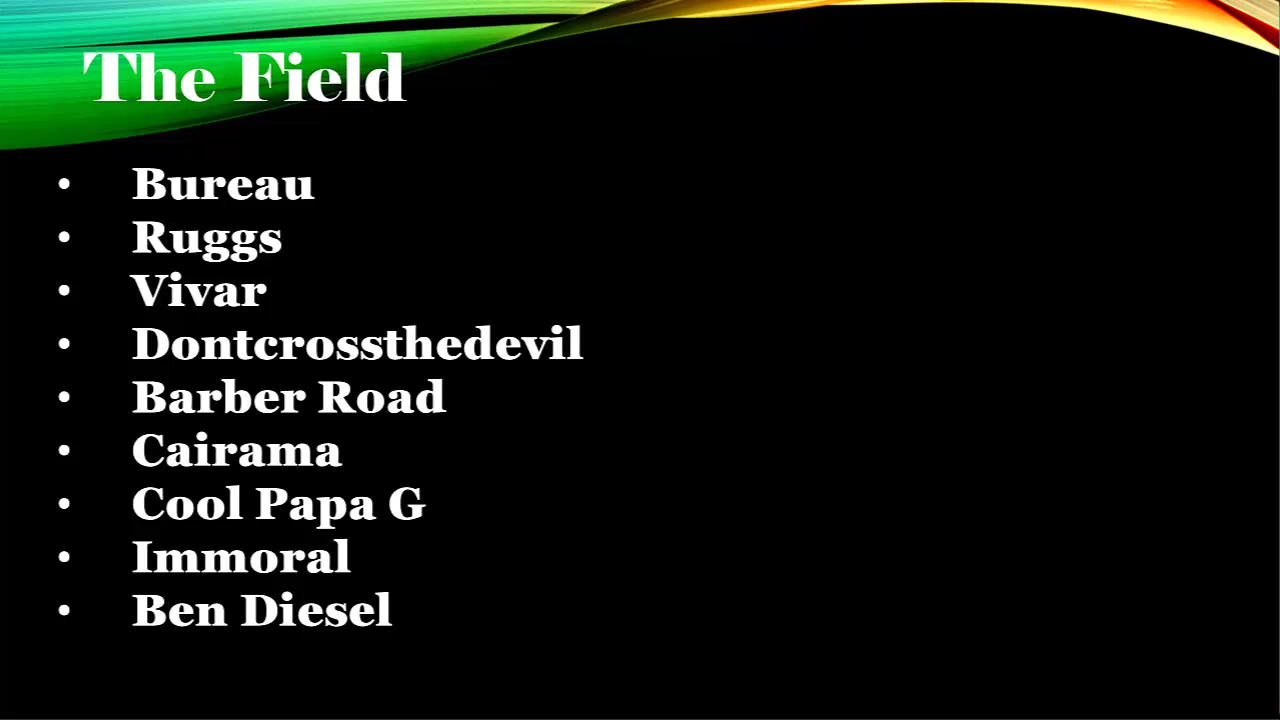 The Field
• Bureau
• Ruggs
• Vivar
• Dontcrossthedevil
• Barber Road
• Cairama
• Cool Papa G
• Immoral
• Ben Diesel